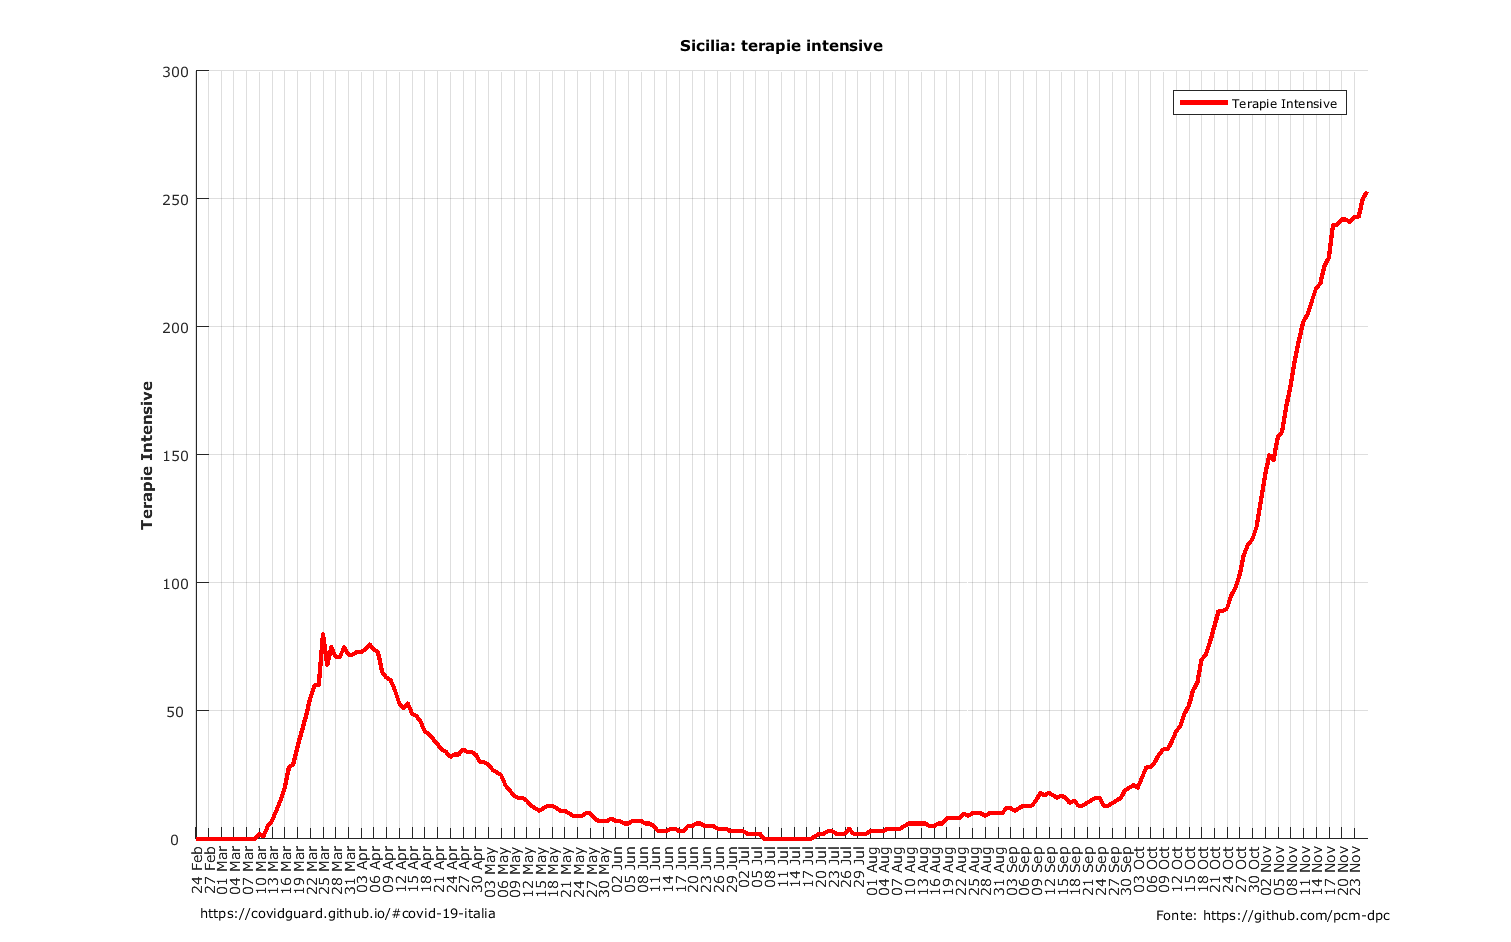 Sicilia: terapie intensive
Terapie Intensive
300
250
200
150
100
50
0
Terapie Intensive
24 Feb
27 Feb
01 Mar
04 Mar
07 Mar
10 Mar
13 Mar
16 Mar
19 Mar
22 Mar
25 Mar
28 Mar
31 Mar
03 Apr
06 Apr
09 Apr
12 Apr
15 Apr
18 Apr
21 Apr
24 Apr
27 Apr
30 Apr
03 May
06 May
09 May
12 May
15 May
18 May
21 May
24 May
27 May
30 May
02 Jun
05 Jun
08 Jun
11 Jun
14 Jun
17 Jun
20 Jun
23 Jun
26 Jun
29 Jun
02 Jul
05 Jul
08 Jul
11 Jul
14 Jul
17 Jul
20 Jul
23 Jul
26 Jul
29 Jul
01 Aug
04 Aug
07 Aug
10 Aug
13 Aug
16 Aug
19 Aug
22 Aug
25 Aug
28 Aug
31 Aug
03 Sep
06 Sep
09 Sep
12 Sep
15 Sep
18 Sep
21 Sep
24 Sep
27 Sep
30 Sep
03 Oct
06 Oct
09 Oct
12 Oct
15 Oct
18 Oct
21 Oct
24 Oct
27 Oct
30 Oct
02 Nov
05 Nov
08 Nov
11 Nov
14 Nov
17 Nov
20 Nov
23 Nov
https://covidguard.github.io/#covid-19-italia
Fonte: https://github.com/pcm-dpc